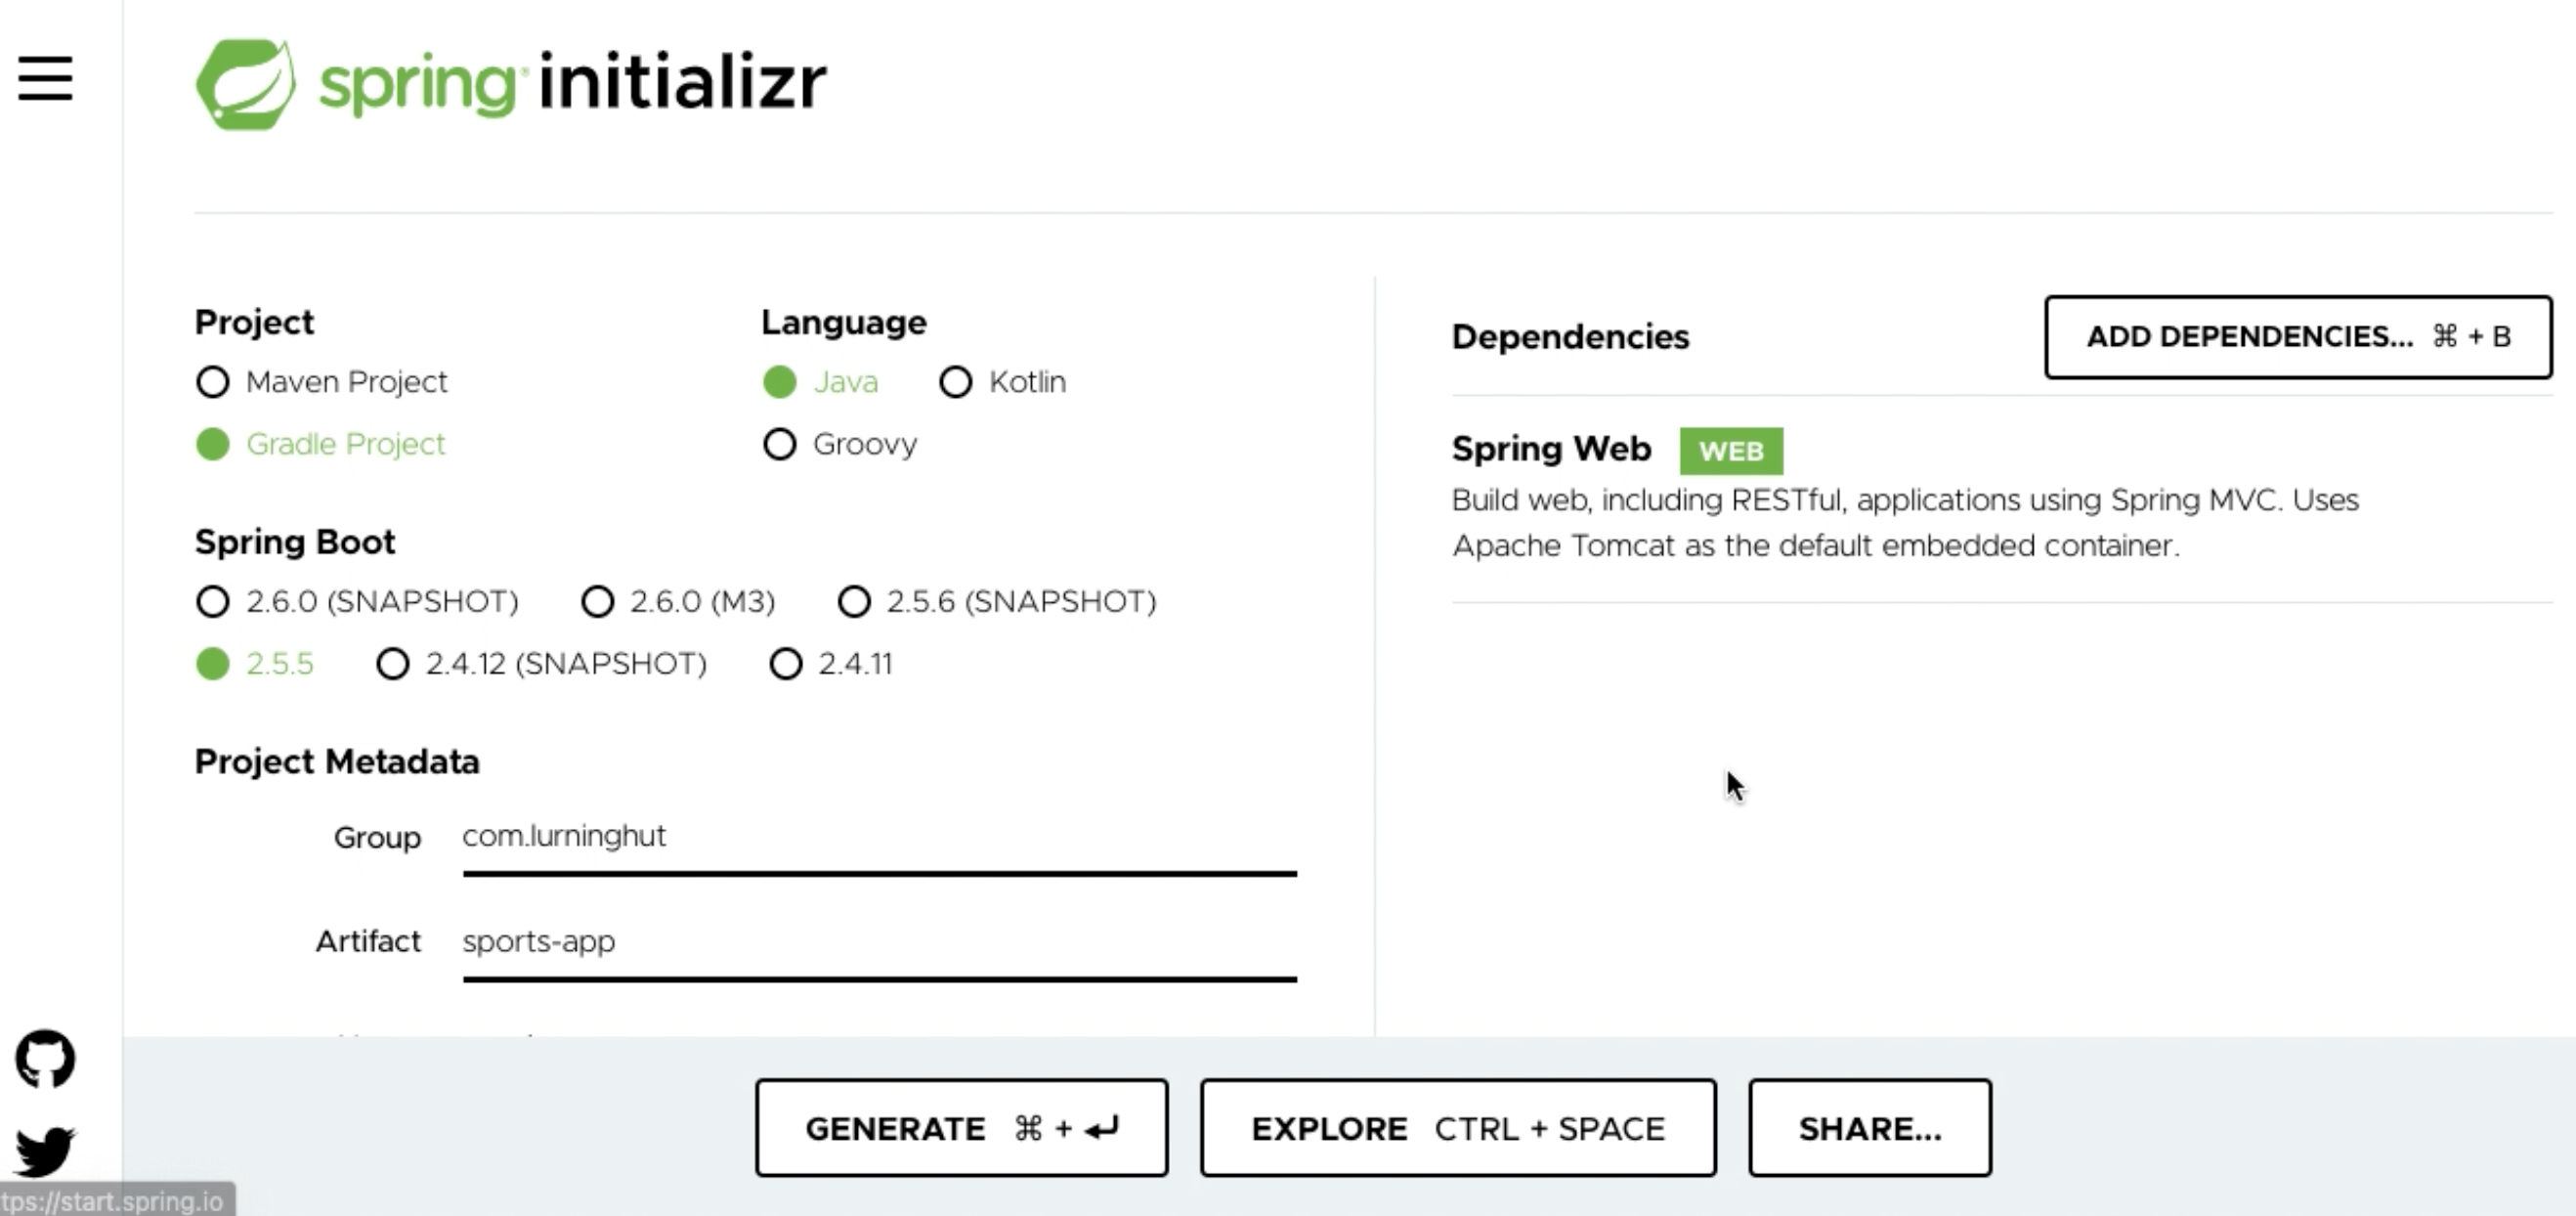 spring initializr
Project
Maven Project
Gradle Project
Language
Java Kotlin
Groovy
Spring Boot
2.6.0 (SNAPSHOT) 2.6.0 (M3) 2.5.6 (SNAPSHOT)
2.5.5 2.4.12 (SNAPSHOT) 2.4.11
Project Metadata
Group com.lurninghut
Artifact sports-app
Dependencies
ADD DEPENDENCIES... ⌘ + B
Spring Web WEB
Build web, including RESTful, applications using Spring MVC. Uses
Apache Tomcat as the default embedded container.
GENERATE ⌘ + ↵
EXPLORE CTRL + SPACE
SHARE...
tps://start.spring.io